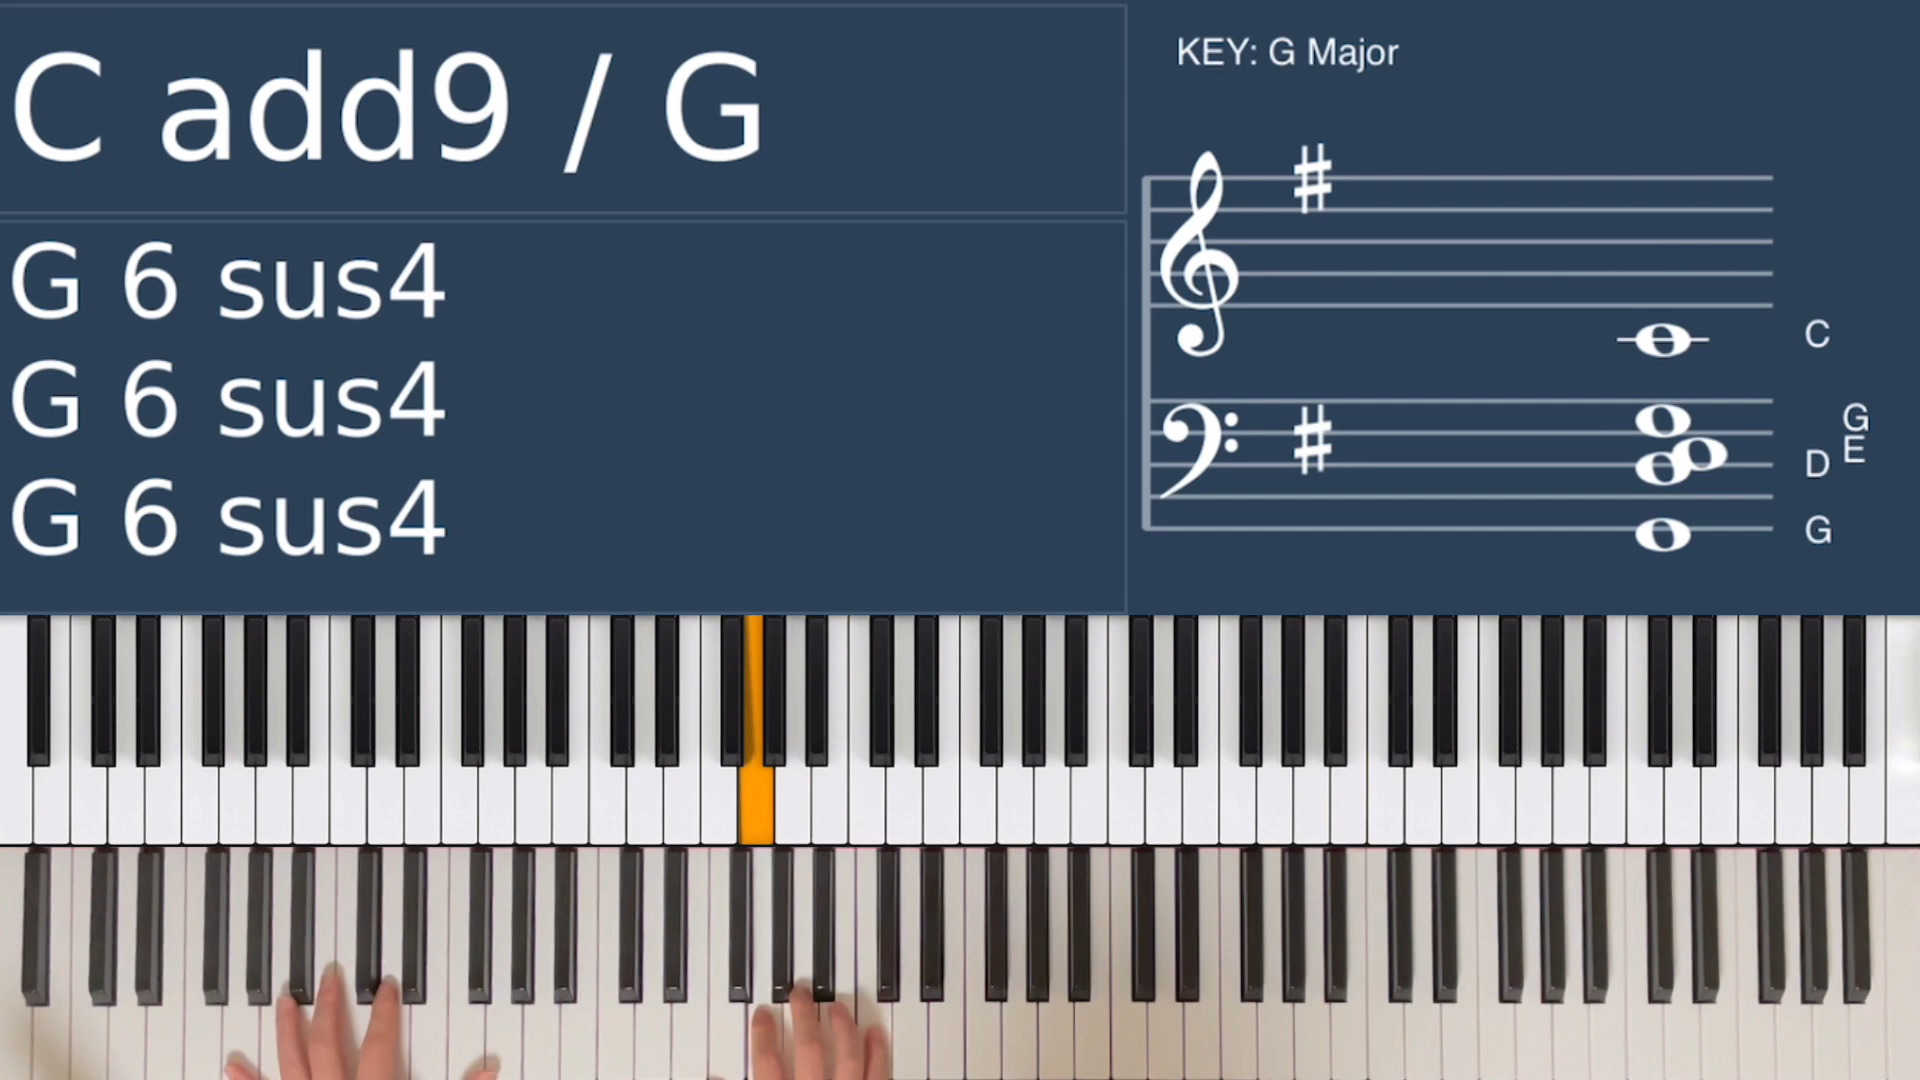 C add9 / G
G 6 sus4
G 6 sus4
G 6 sus4
KEY: G Major
C
G
E
D
G